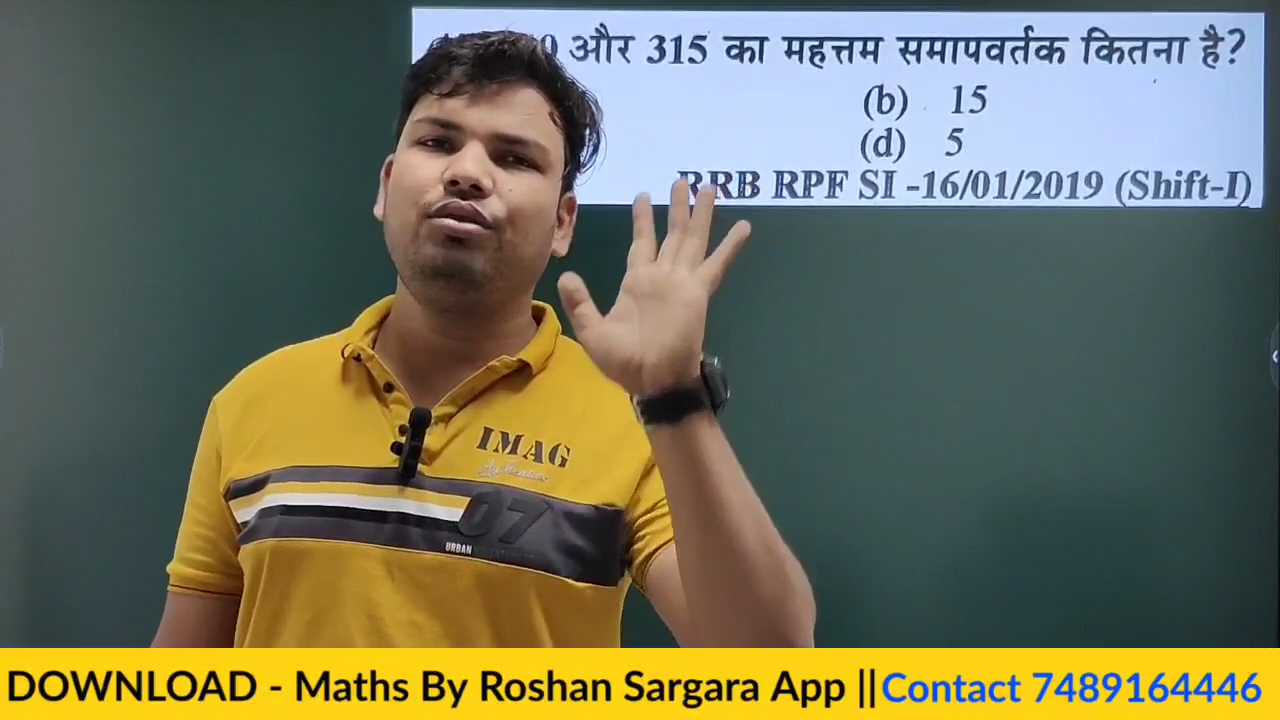 और 315 का महत्तम समापवर्तक कितना है?
(b) 15
(d) 5
RRB RPF SI -16/01/2019 (Shift-I)
IMAG
Authentic
07
URBAN
DOWNLOAD - Maths By Roshan Sargara App || Contact 7489164446